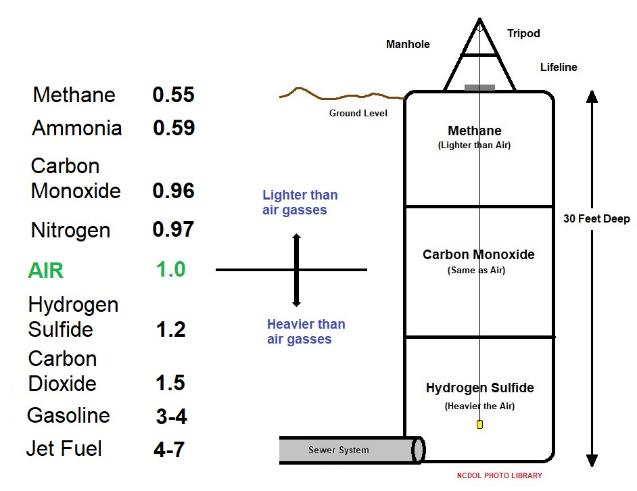 Methane 0.55
Ammonia 0.59
Carbon
Monoxide 0.96
Nitrogen 0.97
AIR 1.0
Hydrogen
Sulfide 1.2
Carbon
Dioxide 1.5
Gasoline 3-4
Jet Fuel 4-7
Lighter than
air gasses
Heavier than
air gasses
Manhole
Tripod
Lifeline
Ground Level
Methane
(Lighter than Air)
Carbon Monoxide
(Same as Air)
Hydrogen Sulfide
(Heavier the Air)
30 Feet Deep
Sewer System
NCDOL PHOTO LIBRARY